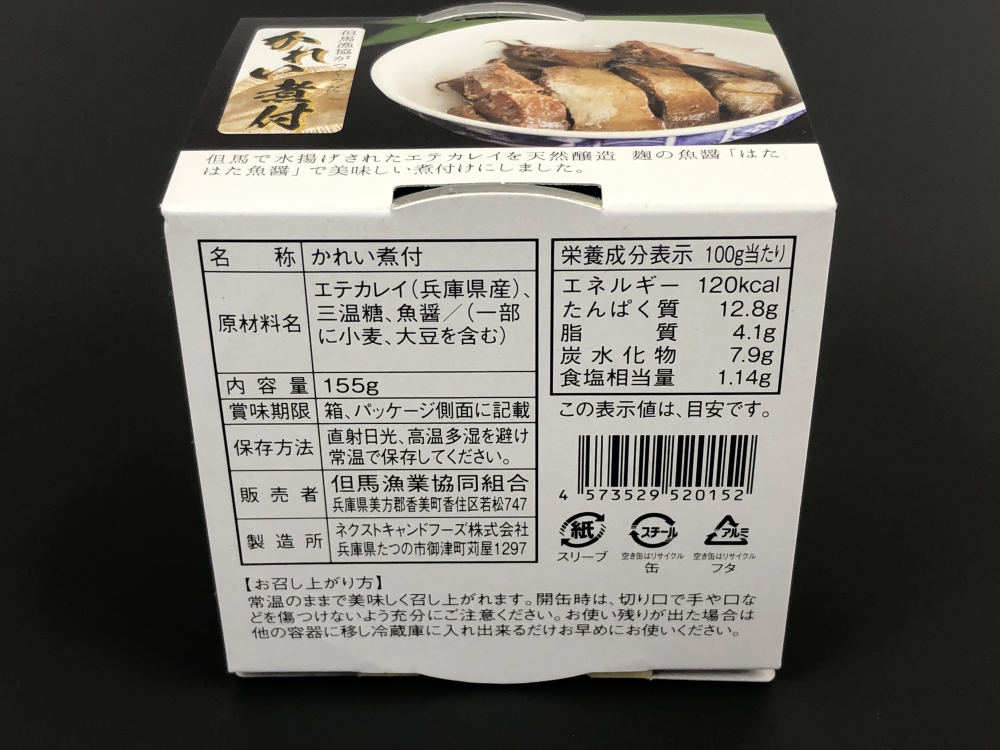 但馬漁協がつくった
かれい煮付
但馬で水揚げされたエテカレイを天然醸造 麹の魚醤「はた
はた魚醤」で美味しい煮付けにしました。
名称 かれい煮付
原材料名 エテカレイ(兵庫県産)、
三温糖、魚醤/(一部
に小麦、大豆を含む)
内容量 155g
賞味期限 箱、パッケージ側面に記載
保存方法 直射日光、高温多湿を避け
常温で保存してください。
販売者 但馬漁業協同組合
兵庫県美方郡香美町香住区若松747
製造所 ネクストキャンドフーズ株式会社
兵庫県たつの市御津町苅屋1297
栄養成分表示 100g当たり
エネルギー 120kcal
たんぱく質 12.8g
脂質 4.1g
炭水化物 7.9g
食塩相当量 1.14g
この表示値は、目安です。
4 573529 520152
紙 スチール アルミ
スリーブ 空き缶はリサイクル 空き缶はリサイクル
缶 フタ
【お召し上がり方】
常温のままで美味しく召し上がれます。開缶時は、切り口で手や口な
どを傷つけないよう充分にご注意ください。お使い残りが出た場合は
他の容器に移し冷蔵庫に入れ出来るだけお早めにお使いください。